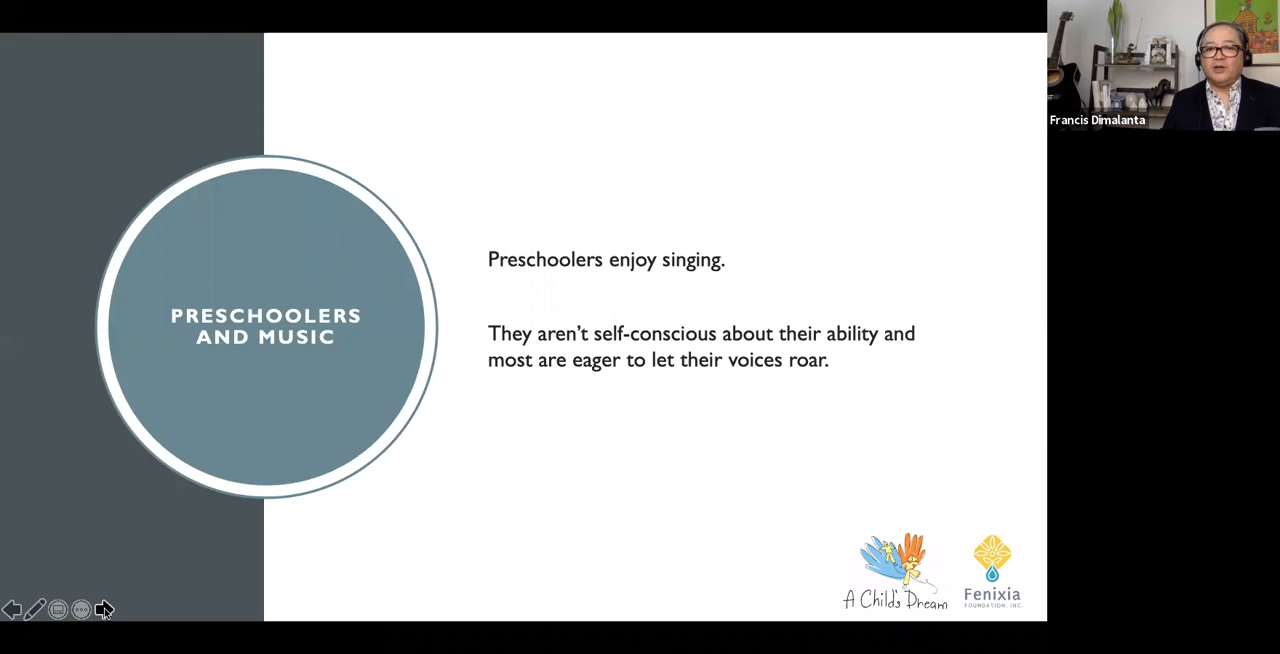 Francis Dimalanta
PRESCHOOLERS
AND MUSIC
Preschoolers enjoy singing.
They aren’t self-conscious about their ability and
most are eager to let their voices roar.
A Child's Dream
Fenixia
FOUNDATION, INC.